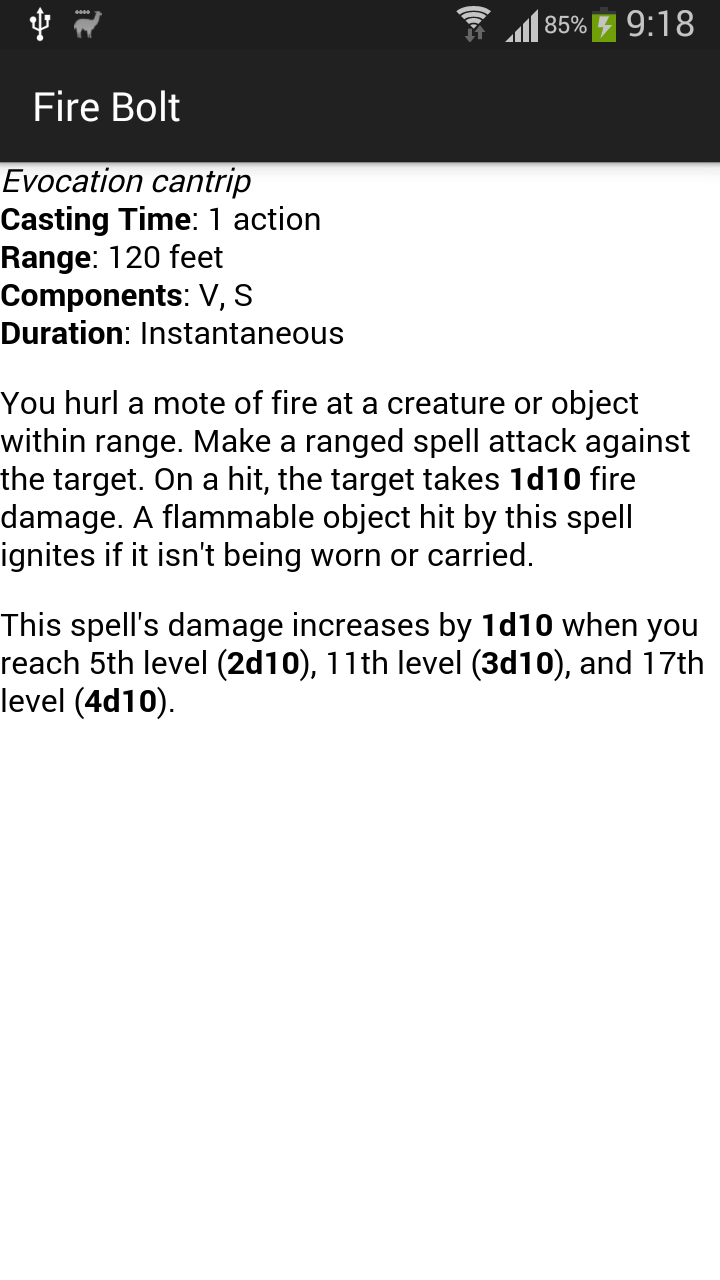 85% 9:18
Fire Bolt
Evocation cantrip
Casting Time: 1 action
Range: 120 feet
Components: V, S
Duration: Instantaneous
You hurl a mote of fire at a creature or object
within range. Make a ranged spell attack against
the target. On a hit, the target takes 1d10 fire
damage. A flammable object hit by this spell
ignites if it isn't being worn or carried.
This spell's damage increases by 1d10 when you
reach 5th level (2d10), 11th level (3d10), and 17th
level (4d10).